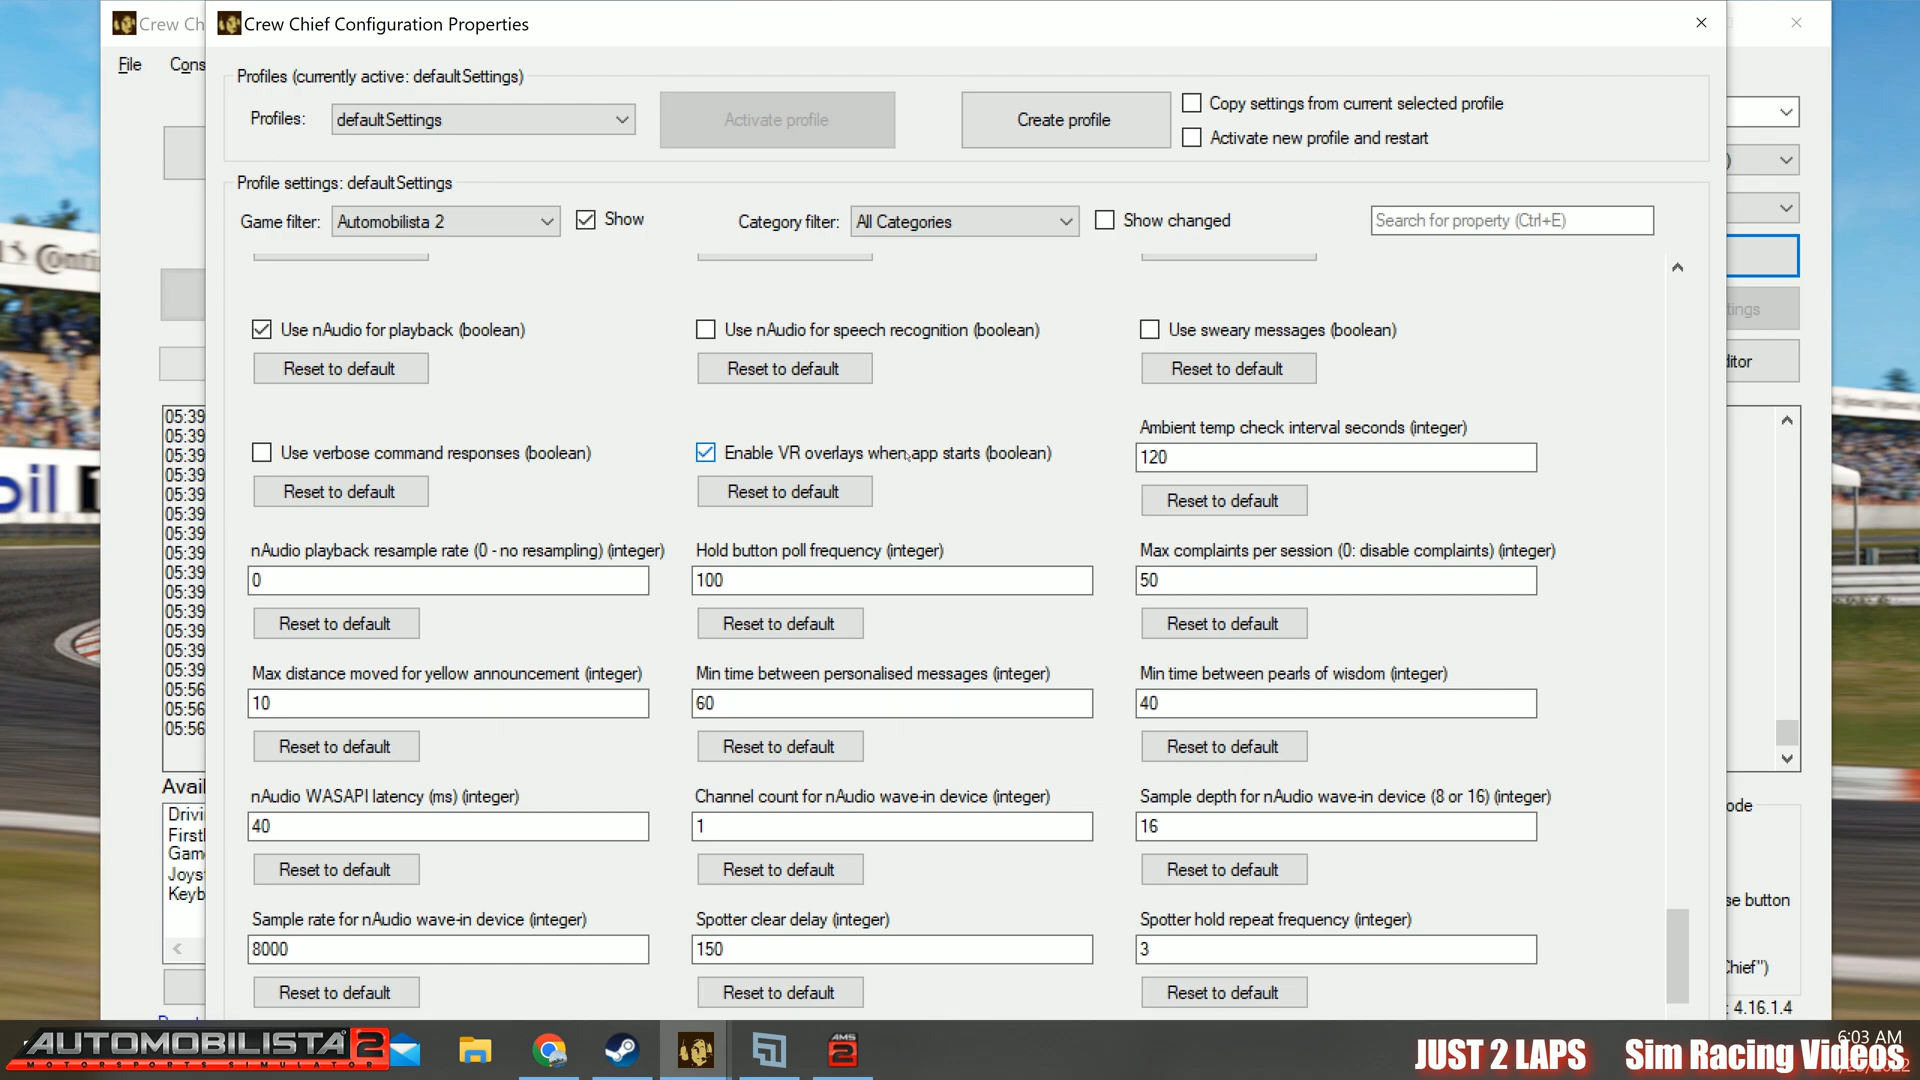 Crew Ch
Crew Chief Configuration Properties
File Cons
Profiles (currently active: defaultSettings)
Profiles: defaultSettings
Activate profile
Create profile
Copy settings from current selected profile
Activate new profile and restart
Profile settings: defaultSettings
Game filter: Automobilista 2
Show
Category filter: All Categories
Show changed
Search for property (Ctrl+E)
Use nAudio for playback (boolean)
Use nAudio for speech recognition (boolean)
Use sweary messages (boolean)
Reset to default
Reset to default
Reset to default
Use verbose command responses (boolean)
Enable VR overlays when app starts (boolean)
Ambient temp check interval seconds (integer)
120
Reset to default
Reset to default
Reset to default
nAudio playback resample rate (0 - no resampling) (integer)
Hold button poll frequency (integer)
Max complaints per session (0: disable complaints) (integer)
0
100
50
Reset to default
Reset to default
Reset to default
Max distance moved for yellow announcement (integer)
Min time between personalised messages (integer)
Min time between pearls of wisdom (integer)
10
60
40
Reset to default
Reset to default
Reset to default
nAudio WASAPI latency (ms) (integer)
Channel count for nAudio wave-in device (integer)
Sample depth for nAudio wave-in device (8 or 16) (integer)
40
1
16
Reset to default
Reset to default
Reset to default
Sample rate for nAudio wave-in device (integer)
Spotter clear delay (integer)
Spotter hold repeat frequency (integer)
8000
150
3
Reset to default
Reset to default
Reset to default
05:39
05:39
05:39
05:39
05:39
05:39
05:39
05:39
05:39
05:39
05:39
05:39
05:39
05:39
05:56
05:56
05:56
Avail
Drivi
First
Game
Joyst
Keyb
)
tings
ditor
ode
se button
Chief")
: 4.16.1.4
AUTOMOBILISTA 2
MOTORSPORTS SIMULATOR
AMS 2
6:03 AM
JUST 2 LAPS Sim Racing Videos